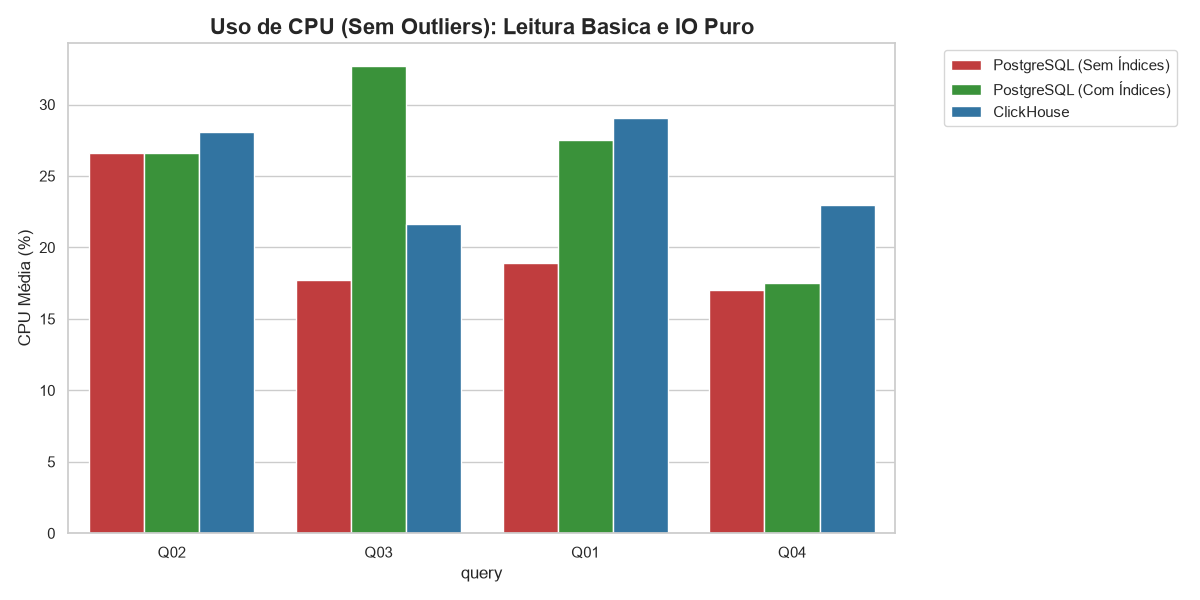 Uso de CPU (Sem Outliers): Leitura Basica e IO Puro
PostgreSQL (Sem Índices)
PostgreSQL (Com Índices)
ClickHouse
CPU Média (%)
30
25
20
15
10
5
0
Q02 Q03 Q01 Q04
query